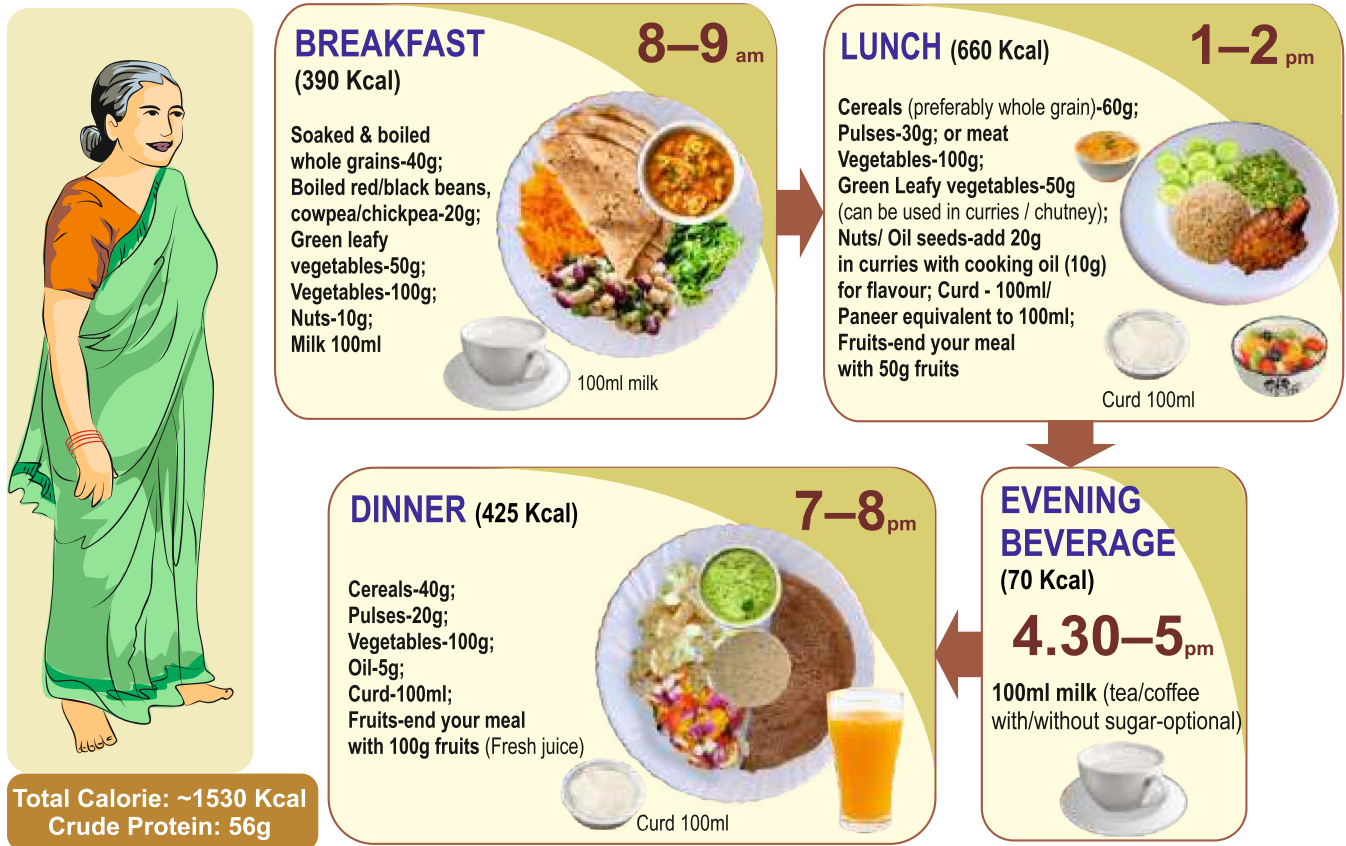 BREAKFAST
(390 Kcal)
8–9 am
Soaked & boiled
whole grains-40g;
Boiled red/black beans,
cowpea/chickpea-20g;
Green leafy
vegetables-50g;
Vegetables-100g;
Nuts-10g;
Milk 100ml
100ml milk
LUNCH (660 Kcal)
1–2 pm
Cereals (preferably whole grain)-60g;
Pulses-30g; or meat
Vegetables-100g;
Green Leafy vegetables-50g
(can be used in curries / chutney);
Nuts/ Oil seeds-add 20g
in curries with cooking oil (10g)
for flavour; Curd - 100ml/
Paneer equivalent to 100ml;
Fruits-end your meal
with 50g fruits
Curd 100ml
EVENING
BEVERAGE
(70 Kcal)
4.30–5pm
100ml milk (tea/coffee
with/without sugar-optional)
DINNER (425 Kcal)
7–8pm
Cereals-40g;
Pulses-20g;
Vegetables-100g;
Oil-5g;
Curd-100ml;
Fruits-end your meal
with 100g fruits (Fresh juice)
Curd 100ml
Total Calorie: ~1530 Kcal
Crude Protein: 56g